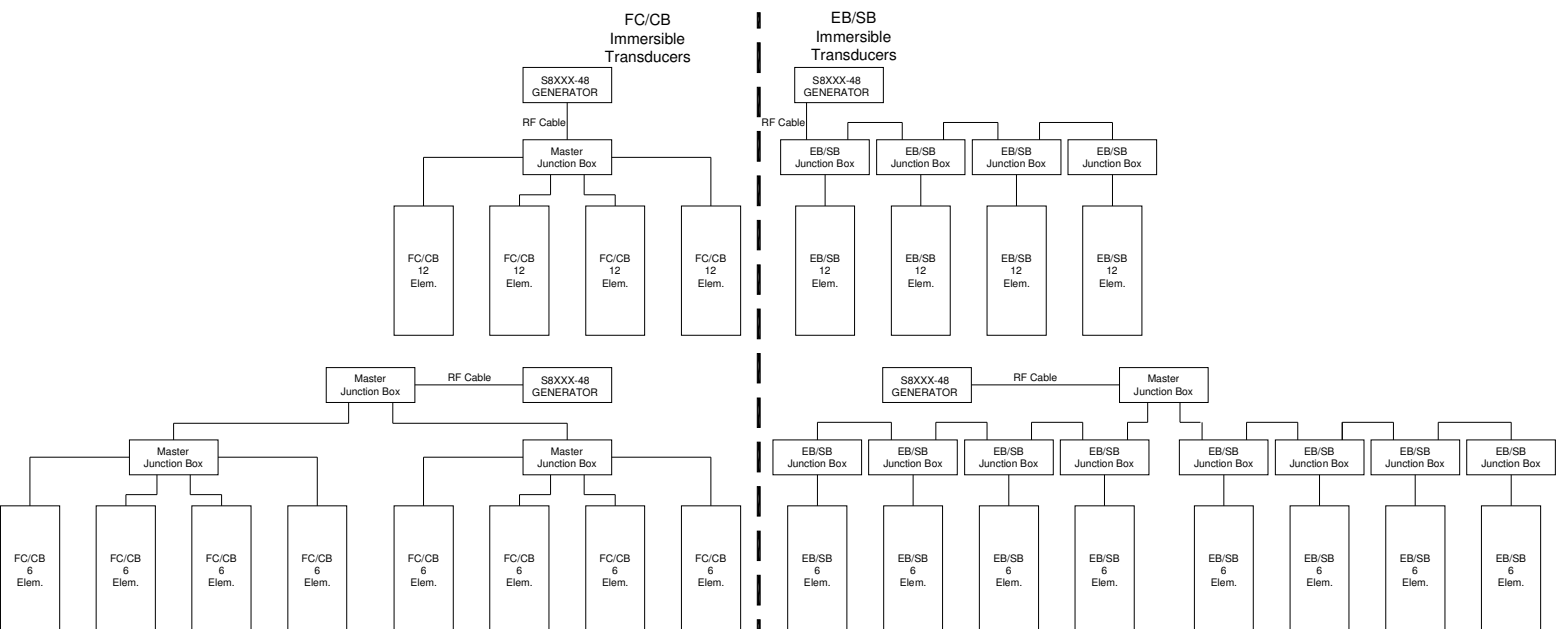 FC/CB
Immersible
Transducers
EB/SB
Immersible
Transducers
S8XXX-48
GENERATOR
S8XXX-48
GENERATOR
RF Cable
RF Cable
Master
Junction Box
EB/SB
Junction Box
EB/SB
Junction Box
EB/SB
Junction Box
EB/SB
Junction Box
FC/CB
12
Elem.
FC/CB
12
Elem.
FC/CB
12
Elem.
FC/CB
12
Elem.
EB/SB
12
Elem.
EB/SB
12
Elem.
EB/SB
12
Elem.
EB/SB
12
Elem.
Master
Junction Box
RF Cable
S8XXX-48
GENERATOR
S8XXX-48
GENERATOR
RF Cable
Master
Junction Box
Master
Junction Box
Master
Junction Box
EB/SB
Junction Box
EB/SB
Junction Box
EB/SB
Junction Box
EB/SB
Junction Box
EB/SB
Junction Box
EB/SB
Junction Box
EB/SB
Junction Box
EB/SB
Junction Box
FC/CB
6
Elem.
FC/CB
6
Elem.
FC/CB
6
Elem.
FC/CB
6
Elem.
FC/CB
6
Elem.
FC/CB
6
Elem.
FC/CB
6
Elem.
FC/CB
6
Elem.
EB/SB
6
Elem.
EB/SB
6
Elem.
EB/SB
6
Elem.
EB/SB
6
Elem.
EB/SB
6
Elem.
EB/SB
6
Elem.
EB/SB
6
Elem.
EB/SB
6
Elem.